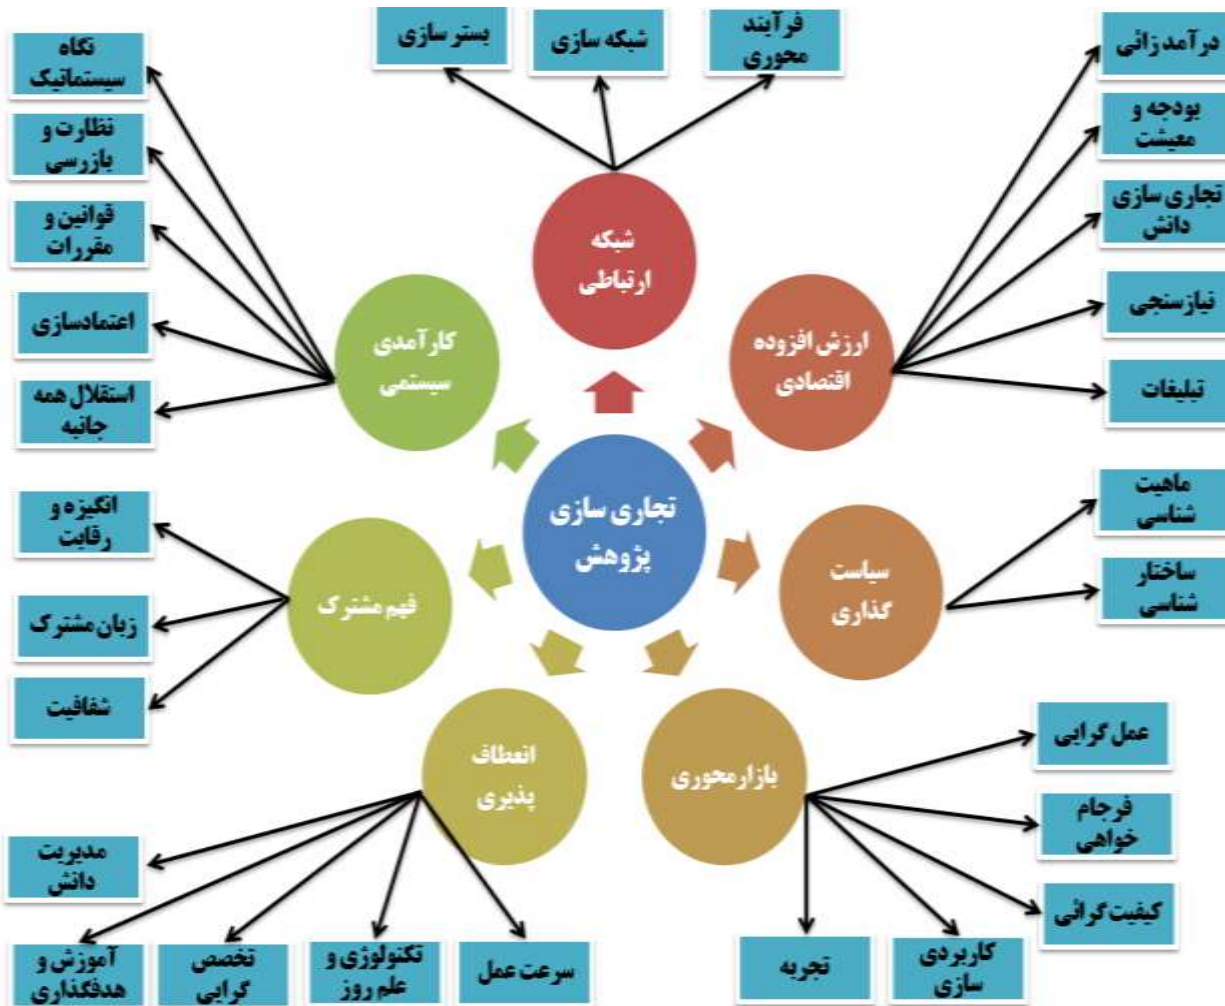 فرآیند
محوری
شبکه سازی
بستر سازی
درآمدزائی
بودجه و
معیشت
تجاری سازی
دانش
نیازسنجی
تبلیغات
ماهیت
شناسی
ساختار
شناسی
عمل گرایی
فرجام
خواهی
کیفیت گرائی
کاربردی
سازی
تجربه
سرعت عمل
تکنولوژی و
علم روز
تخصص
گرایی
آموزش و
هدفگذاری
مدیریت
دانش
شفافیت
زبان مشترک
انگیزه و
رقابت
استقلال همه
جانبه
اعتمادسازی
قوانین و
مقررات
نظارت و
بازرسی
نگاه
سیستماتیک
شبکه
ارتباطی
ارزش افزوده
اقتصادی
سیاست
گذاری
بازارمحوری
انعطاف
پذیری
فهم مشترک
کارآمدی
سیستمی
تجاری سازی
پژوهش